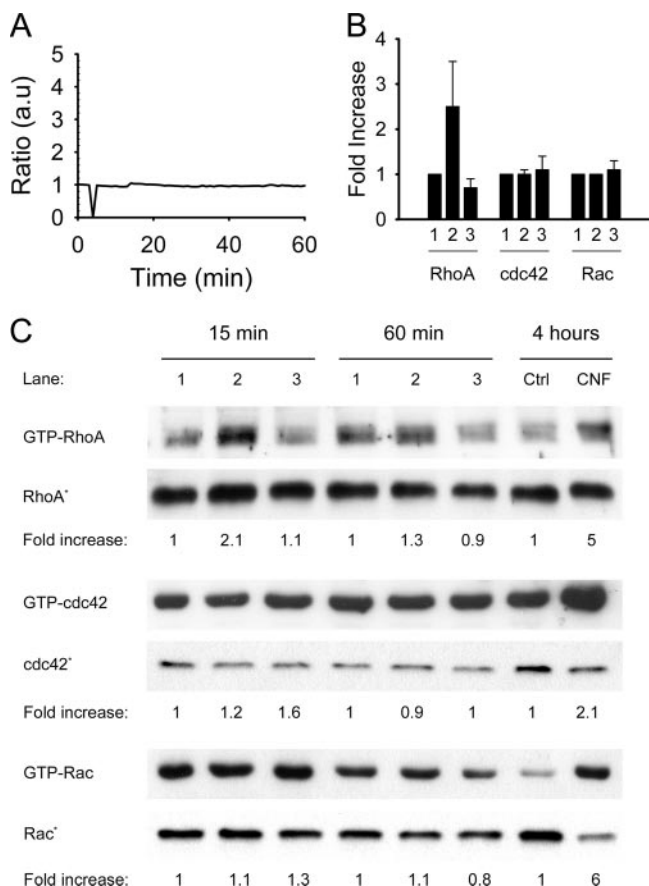 A
5
4
3
2
1
0
Ratio (a.u)
0 20 40 60
Time (min)
B
4
3
2
1
0
Fold Increase
1 2 3 1 2 3 1 2 3
RhoA cdc42 Rac
C
15 min 60 min 4 hours
Lane: 1 2 3 1 2 3 Ctrl CNF
GTP-RhoA
RhoA*
Fold increase: 1 2.1 1.1 1 1.3 0.9 1 5
GTP-cdc42
cdc42*
Fold increase: 1 1.2 1.6 1 0.9 1 1 2.1
GTP-Rac
Rac*
Fold increase: 1 1.1 1.3 1 1.1 0.8 1 6